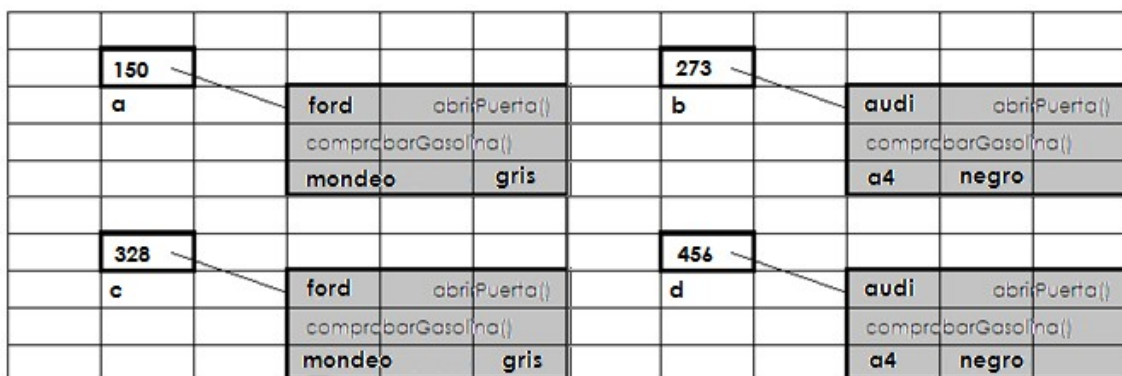 150
a
ford abrirPuerta()
comprobarGasolina()
mondeo gris
273
b
audi abrirPuerta()
comprobarGasolina()
a4 negro
328
c
ford abrirPuerta()
comprobarGasolina()
mondeo gris
456
d
audi abrirPuerta()
comprobarGasolina()
a4 negro